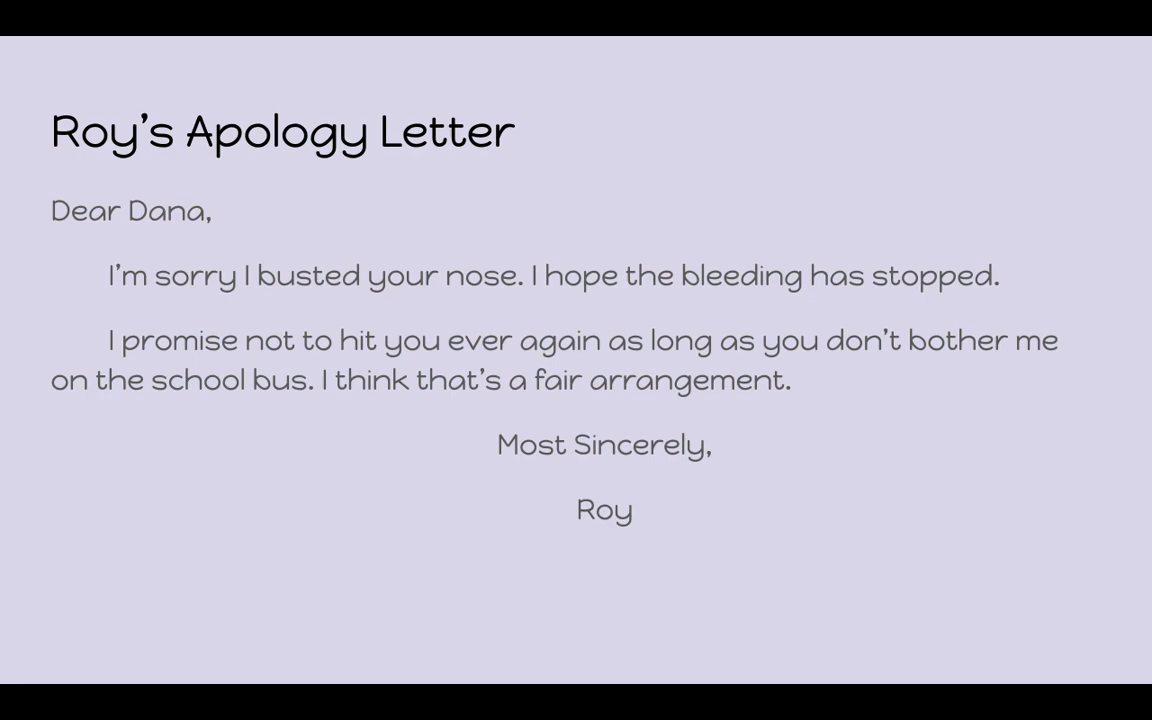 Roy’s Apology Letter
Dear Dana,
I’m sorry I busted your nose. I hope the bleeding has stopped.
I promise not to hit you ever again as long as you don’t bother me
on the school bus. I think that’s a fair arrangement.
Most Sincerely,
Roy